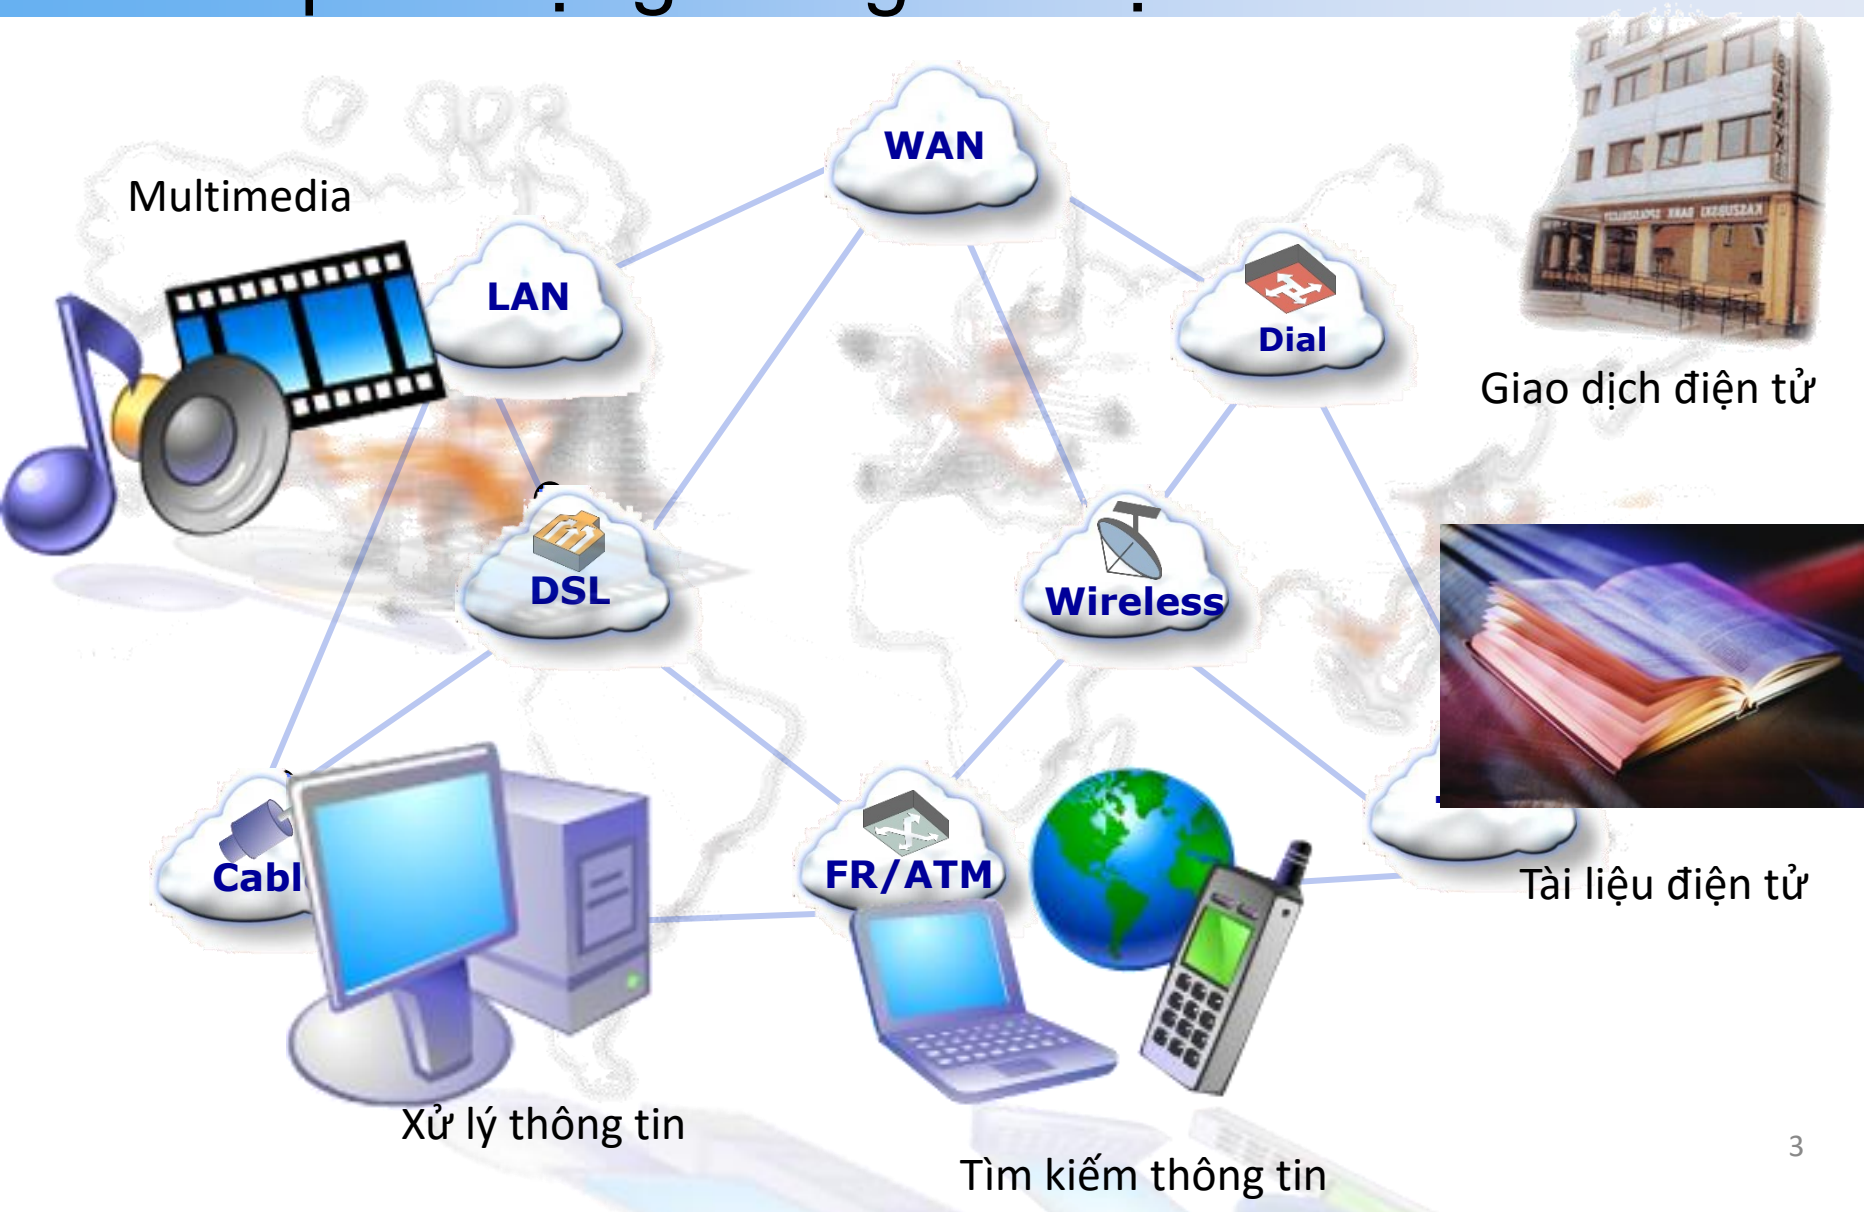 WAN
Multimedia
LAN
Dial
Giao dịch điện tử
DSL
Wireless
Cabl
FR/ATM
Tài liệu điện tử
Xử lý thông tin
Tìm kiếm thông tin
3